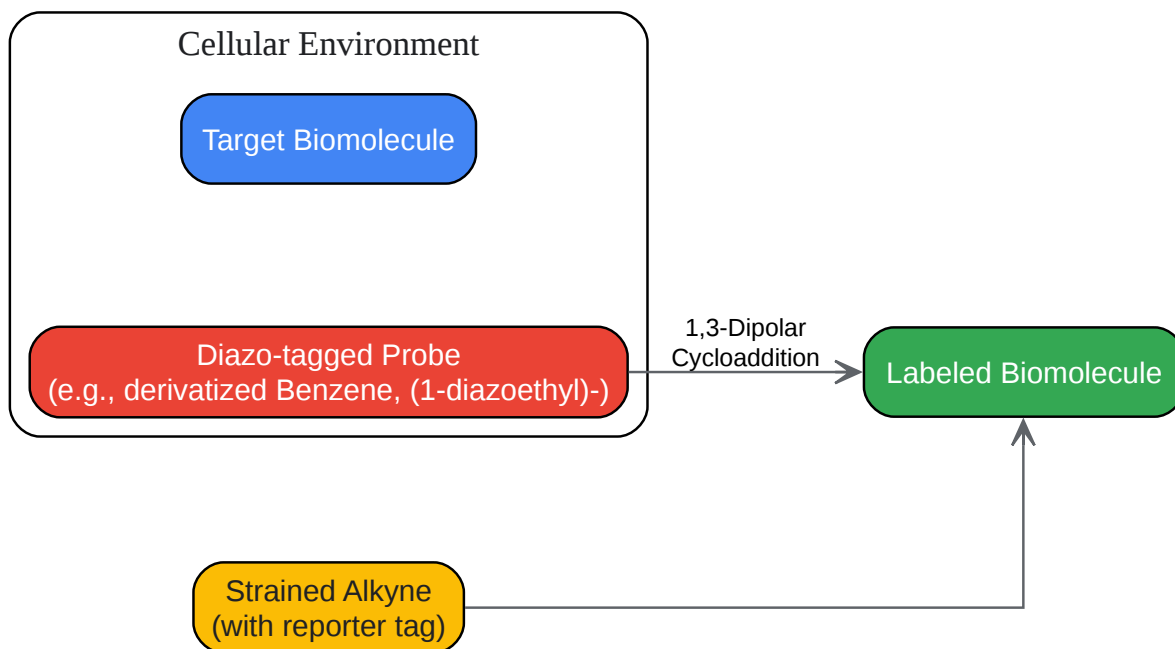 Cellular Environment
Target Biomolecule
Diazo-tagged Probe
(e.g., derivatized Benzene, (1-diazoethyl)-)
1,3-Dipolar
Cycloaddition
Labeled Biomolecule
Strained Alkyne
(with reporter tag)